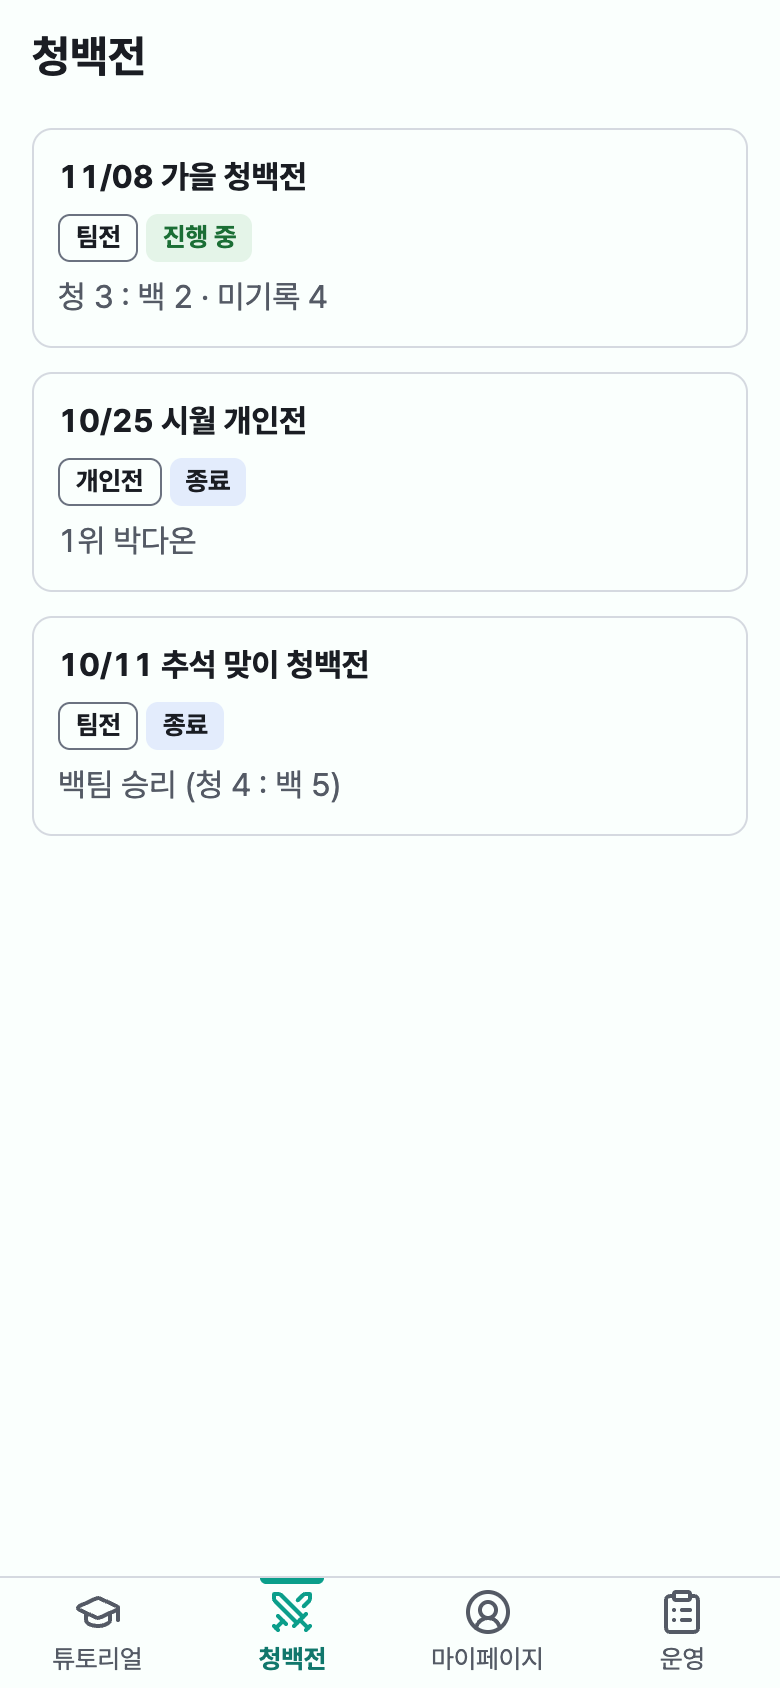 청백전
11/08 가을 청백전
팀전 진행 중
청 3 : 백 2 · 미기록 4
10/25 시월 개인전
개인전 종료
1위 박다온
10/11 추석 맞이 청백전
팀전 종료
백팀 승리 (청 4 : 백 5)
튜토리얼 청백전 마이페이지 운영